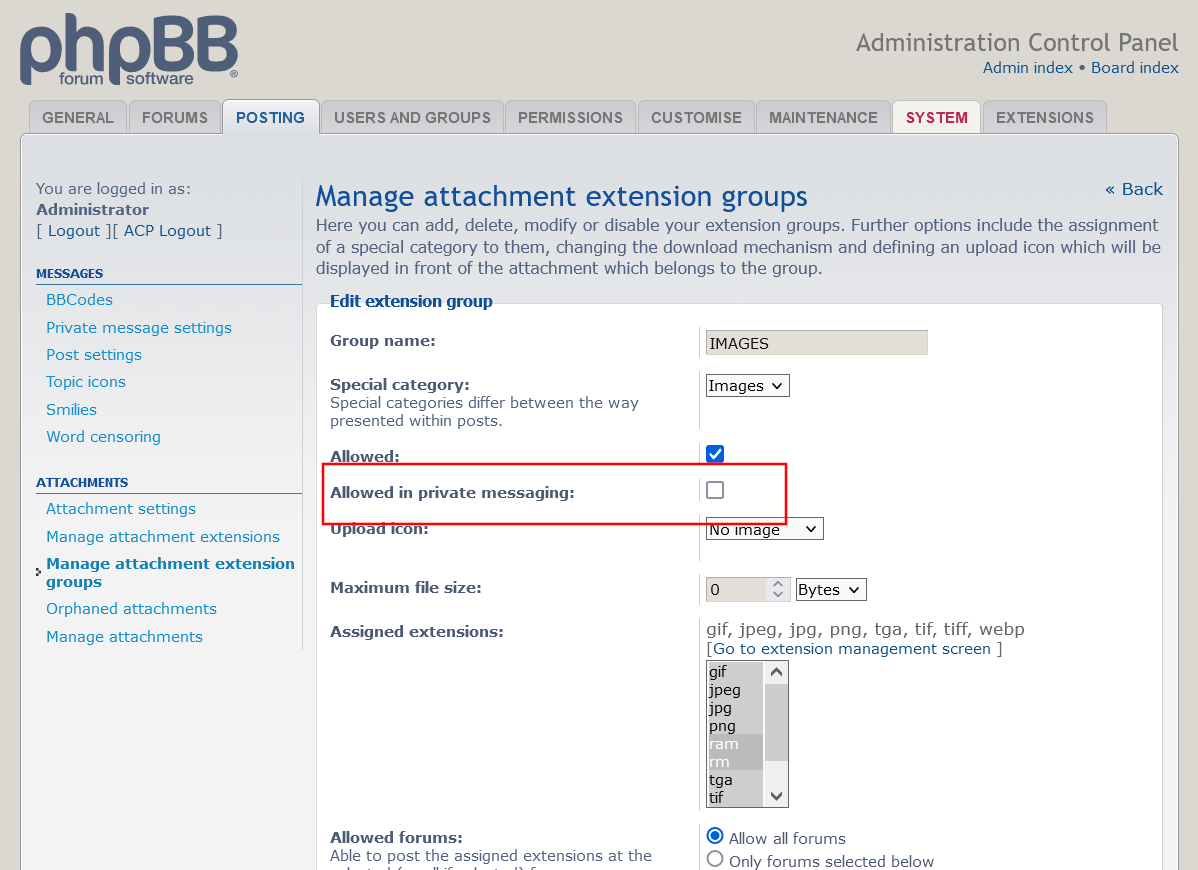 phpBB
forum software ®
Administration Control Panel
Admin index • Board index
GENERAL
FORUMS
POSTING
USERS AND GROUPS
PERMISSIONS
CUSTOMISE
MAINTENANCE
SYSTEM
EXTENSIONS
You are logged in as:
Administrator
[ Logout ][ ACP Logout ]
MESSAGES
BBCodes
Private message settings
Post settings
Topic icons
Smilies
Word censoring
ATTACHMENTS
Attachment settings
Manage attachment extensions
Manage attachment extension
groups
Orphaned attachments
Manage attachments
« Back
Manage attachment extension groups
Here you can add, delete, modify or disable your extension groups. Further options include the assignment
of a special category to them, changing the download mechanism and defining an upload icon which will be
displayed in front of the attachment which belongs to the group.
Edit extension group
Group name:
IMAGES
Special category:
Special categories differ between the way
presented within posts.
Images
Allowed:
Allowed in private messaging:
Upload icon:
No image
Maximum file size:
0
Bytes
Assigned extensions:
gif, jpeg, jpg, png, tga, tif, tiff, webp
[Go to extension management screen ]
gif
jpeg
jpg
png
ram
rm
tga
tif
Allowed forums:
Able to post the assigned extensions at the
Allow all forums
Only forums selected below